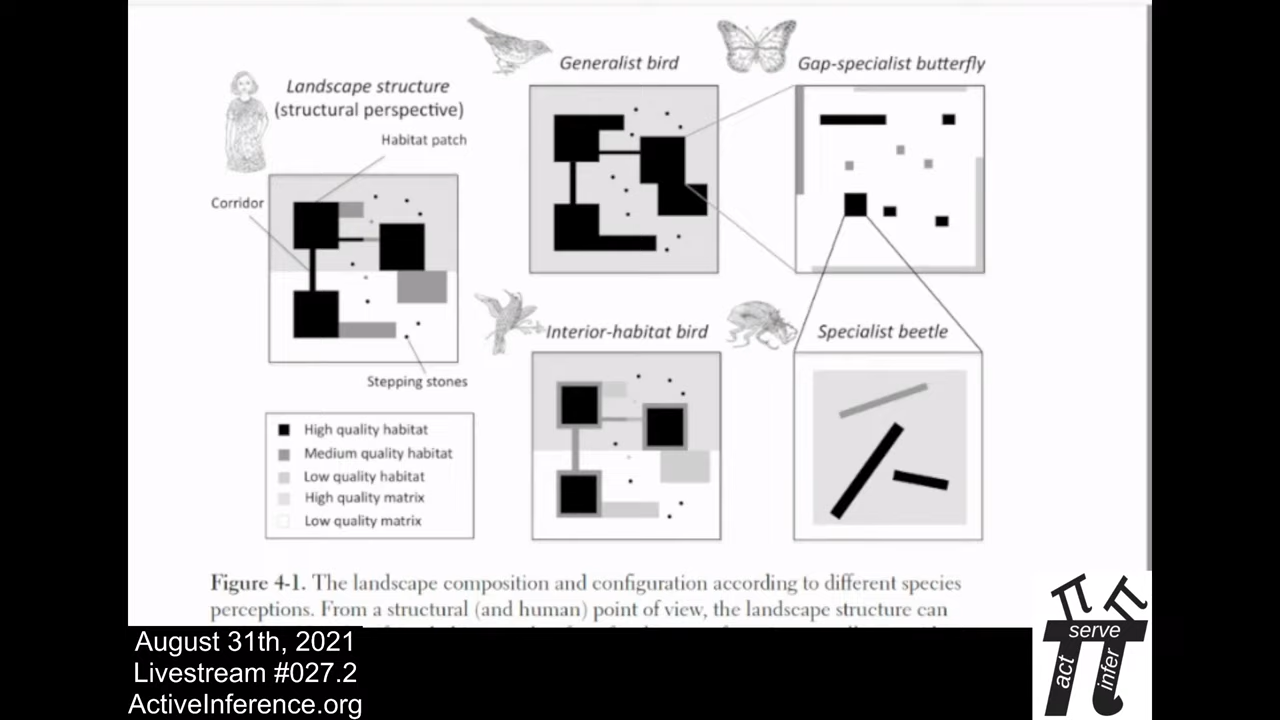 Generalist bird
Gap-specialist butterfly
Landscape structure
(structural perspective)
Habitat patch
Corridor
Interior-habitat bird
Specialist beetle
Stepping stones
High quality habitat
Medium quality habitat
Low quality habitat
High quality matrix
Low quality matrix
Figure 4-1. The landscape composition and configuration according to different species
perceptions. From a structural (and human) point of view, the landscape structure can
August 31th, 2021
Livestream #027.2
ActiveInference.org
serve
act
infer